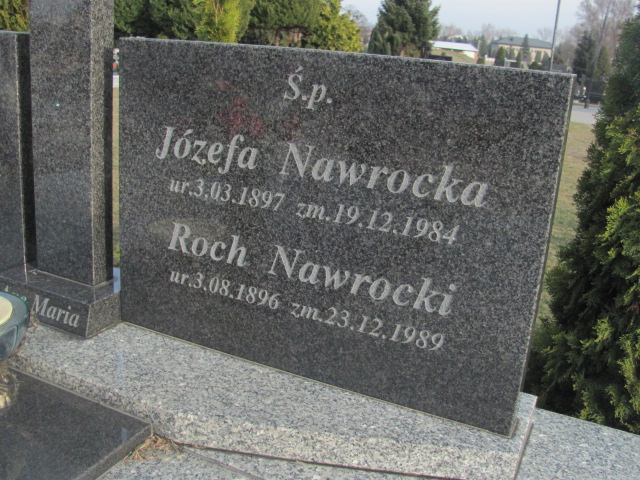 Ś.p.
Józefa Nawrocka
ur.3.03.1897 zm.19.12.1984
Roch Nawrocki
ur.3.08.1896 zm.23.12.1989
Maria